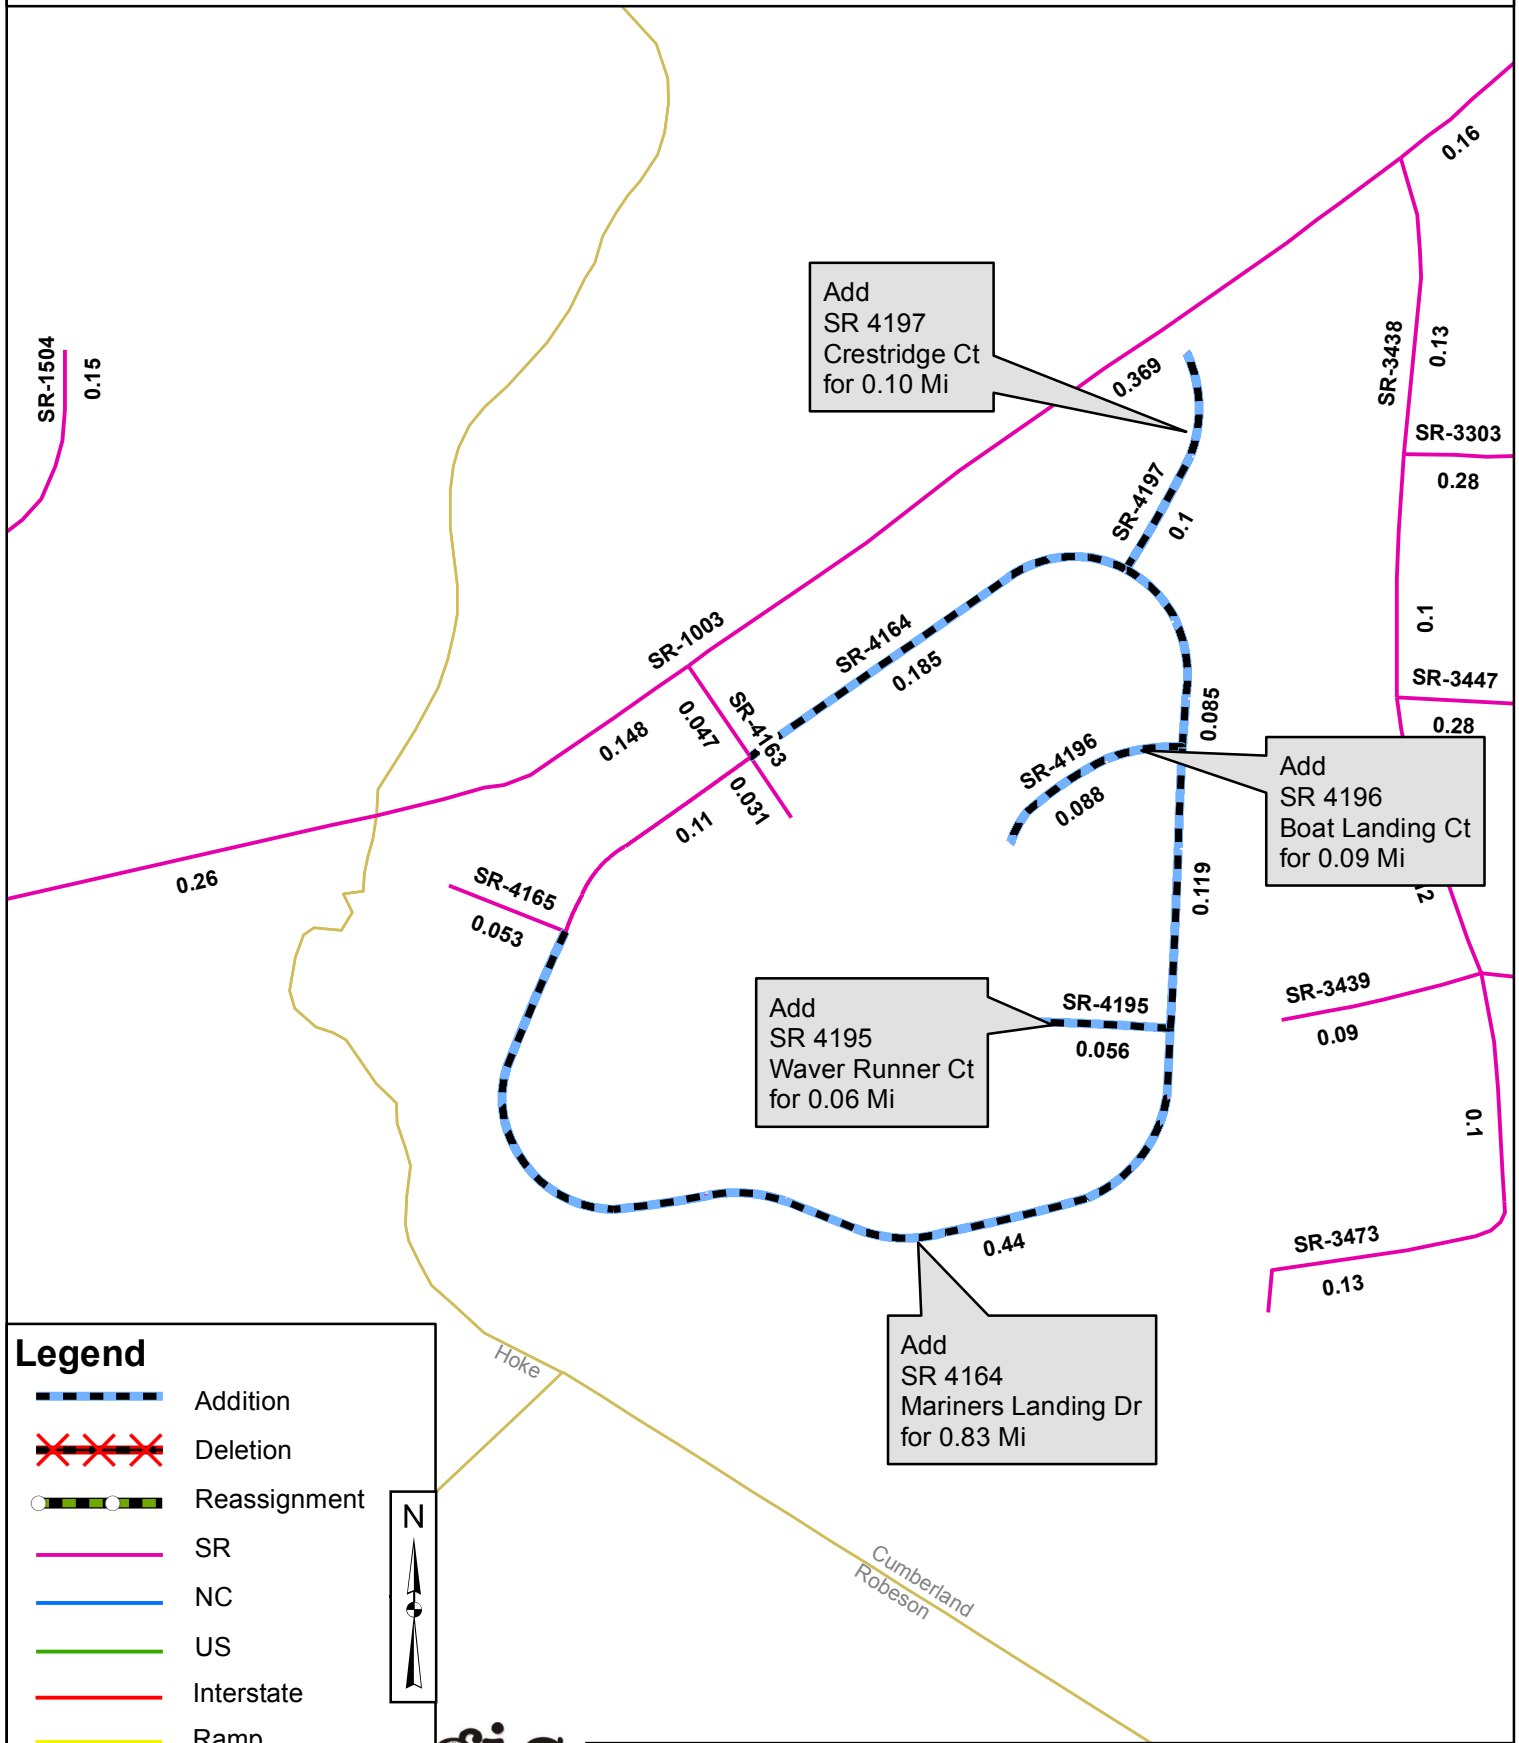 0.16
Add
SR 4197
Crestridge Ct
for 0.10 Mi
SR-1504
0.15
0.369
SR-3438
0.13
SR-3303
0.28
SR-4197
0.1
SR-1003
SR-4164
0.185
0.1
SR-3447
0.28
0.148
0.047
SR-4163
0.031
0.11
0.085
SR-4196
0.088
Add
SR 4196
Boat Landing Ct
for 0.09 Mi
0.26
SR-4165
0.053
0.119
SR-3439
0.09
Add
SR 4195
Waver Runner Ct
for 0.06 Mi
SR-4195
0.056
0.1
0.44
SR-3473
0.13
Add
SR 4164
Mariners Landing Dr
for 0.83 Mi
Hoke
Cumberland
Robeson
Legend
Addition
Deletion
Reassignment
SR
NC
US
Interstate
Ramp
N